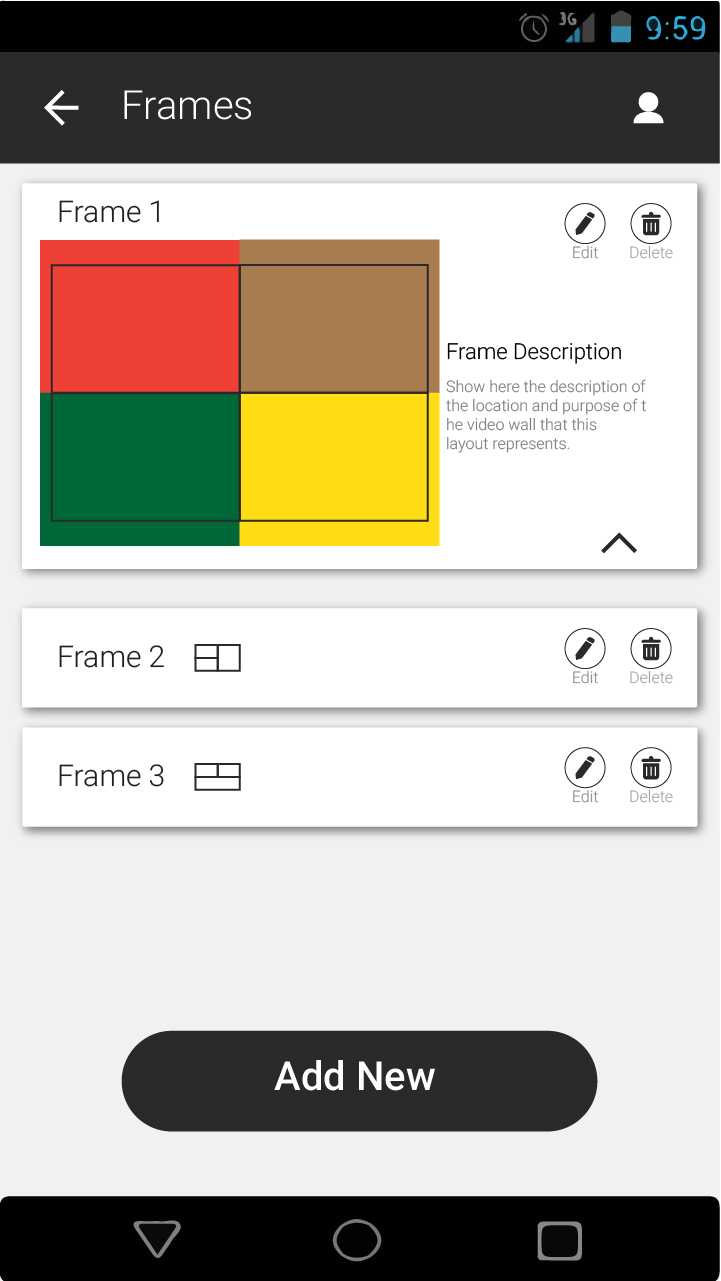 3G 9:59
Frames
Frame 1
Edit Delete
Frame Description
Show here the description of
the location and purpose of t
he video wall that this
layout represents.
Frame 2
Edit Delete
Frame 3
Edit Delete
Add New